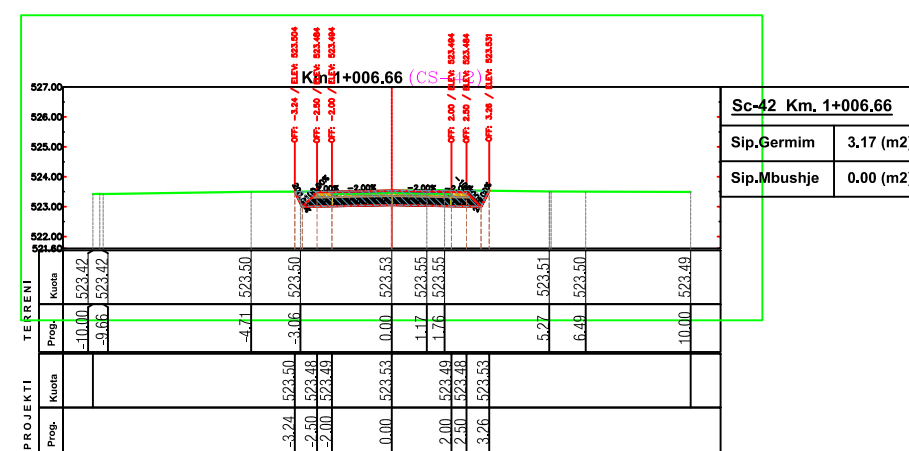 OFF: -3.24 / ELEV: 523.504
OFF: -2.50 / ELEV: 523.484
OFF: -2.00 / ELEV: 523.494
OFF: 2.00 / ELEV: 523.494
OFF: 2.50 / ELEV: 523.484
OFF: 3.26 / ELEV: 523.531
Km.1+006.66 (CS-42)
527.00
526.00
525.00
524.00
523.00
522.00
521.60
-2.00% -2.00%
Sc-42 Km. 1+006.66
Sip.Germim 3.17 (m2)
Sip.Mbushje 0.00 (m2)
TERRENI
Kuota 523.42 523.42 523.50 523.50 523.53 523.55 523.55 523.51 523.50 523.49
Prog. -10.00 -9.66 -4.71 -3.06 0.00 1.17 1.76 5.27 6.49 10.00
PROJEKTI
Kuota 523.50 523.48 523.49 523.53 523.49 523.48 523.53
Prog. -3.24 -2.50 -2.00 0.00 2.00 2.50 3.26